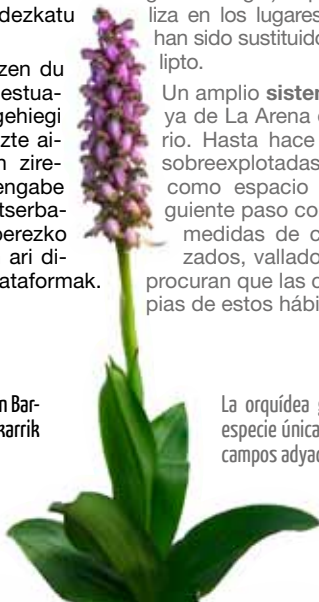 dezkatu
zen du
estua-
gehiegi
zte ai-
n zire-
engabe
tserba-
berezko
ari di-
ataformak.
n Bar-
karrik
liza en los lugares
han sido sustituido
lipto.
Un amplio sistem
ya de La Arena
rio. Hasta hace
sobreexplotadas
como espacio
guiente paso co
medidas de
zados, vallado
procuran que las
pias de estos hábi
La orquídea
especie única
campos adyac